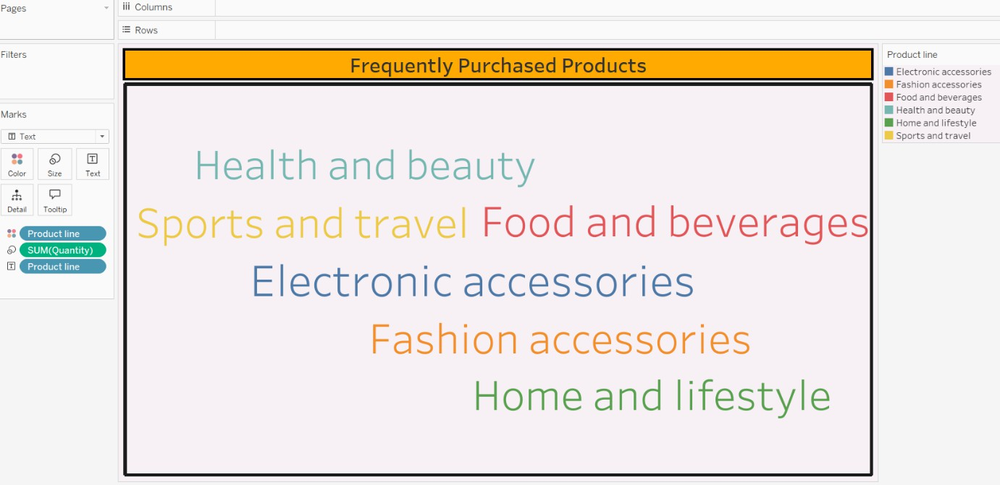 Pages
Columns
Rows
Filters
Marks
Text
Color
Size
Text
Detail
Tooltip
Product line
SUM(Quantity)
Product line
Frequently Purchased Products
Health and beauty
Sports and travel Food and beverages
Electronic accessories
Fashion accessories
Home and lifestyle
Product line
Electronic accessories
Fashion accessories
Food and beverages
Health and beauty
Home and lifestyle
Sports and travel